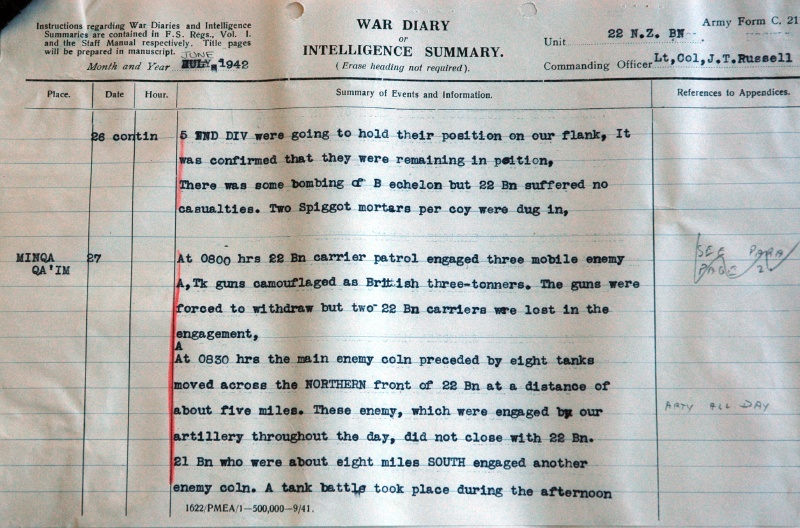 Instructions regarding War Diaries and Intelligence
Summaries are contained in F.S. Regs., Vol. I.
and the Staff Manual respectively. Title pages
will be prepared in manuscript.
JUNE
Month and Year JULY, 1942
WAR DIARY
or
INTELLIGENCE SUMMARY.
(Erase heading not required).
Army Form C. 21
Unit 22 N.Z. BN
Commanding Officer Lt,Col,J.T.Russell
Place. Date Hour. Summary of Events and Information. References to Appendices.
26 contin 5 IND DIV were going to hold their position on our flank, It
was confirmed that they were remaining in psition,
There was some bombing of B echelon but 22 Bn suffered no
casualties. Two Spiggot mortars per coy were dug in,
MINQA 27 At 0800 hrs 22 Bn carrier patrol engaged three mobile enemy
QA'IM A,Tk guns camouflaged as British three-tonners. The guns were
forced to withdraw but two 22 Bn carriers were lost in the
engagement,
A
At 0830 hrs the main enemy coln preceded by eight tanks
moved across the NORTHERN front of 22 Bn at a distance of
about five miles. These enemy, which were engaged by our
artillery throughout the day, did not close with 22 Bn.
21 Bn who were about eight miles SOUTH engaged another
enemy coln. A tank battle took place during the afternoon
SEE PARA
PAGE 2
ARTY ALL DAY
1622/PMEA/1—500,000—9/41.